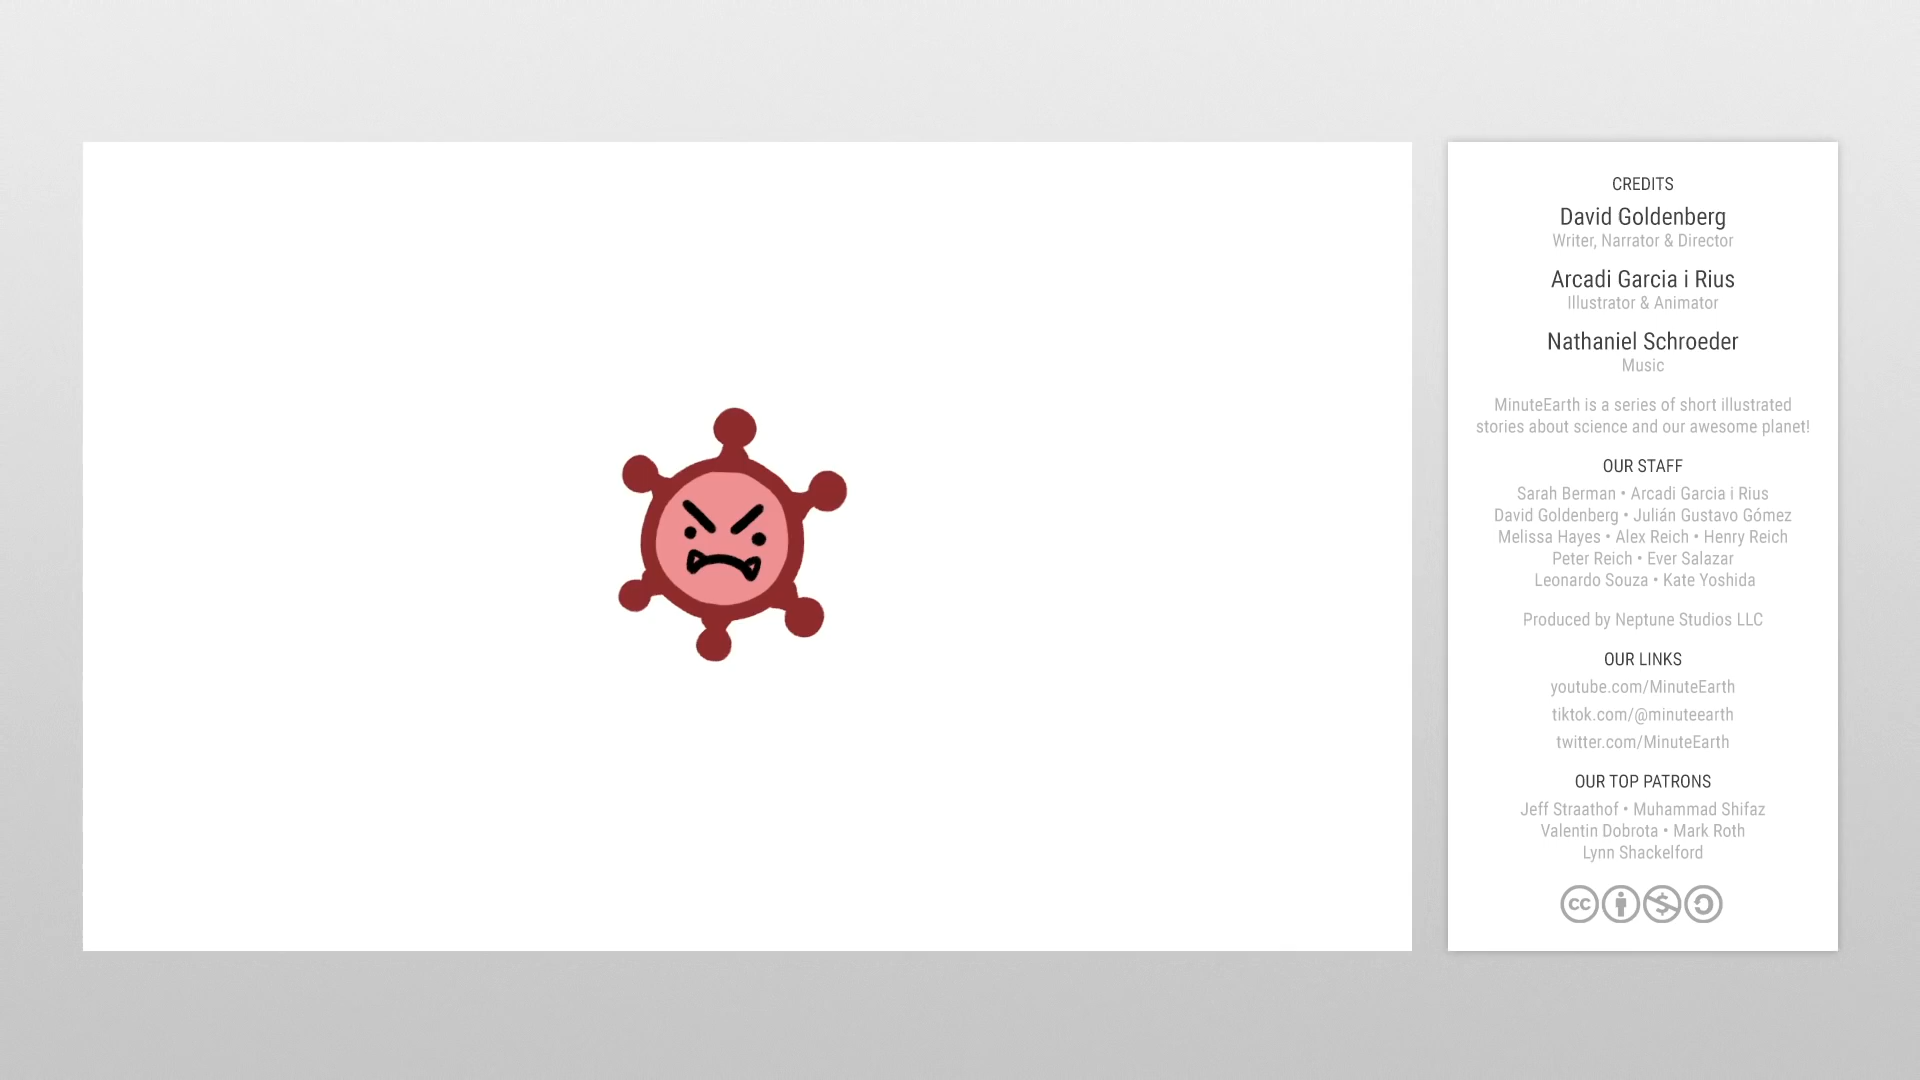 CREDITS
David Goldenberg
Writer, Narrator & Director
Arcadi Garcia i Rius
Illustrator & Animator
Nathaniel Schroeder
Music
MinuteEarth is a series of short illustrated
stories about science and our awesome planet!
OUR STAFF
Sarah Berman • Arcadi Garcia i Rius
David Goldenberg • Julián Gustavo Gómez
Melissa Hayes • Alex Reich • Henry Reich
Peter Reich • Ever Salazar
Leonardo Souza • Kate Yoshida
Produced by Neptune Studios LLC
OUR LINKS
youtube.com/MinuteEarth
tiktok.com/@minuteearth
twitter.com/MinuteEarth
OUR TOP PATRONS
Jeff Straathof • Muhammad Shifaz
Valentin Dobrota • Mark Roth
Lynn Shackelford
cc